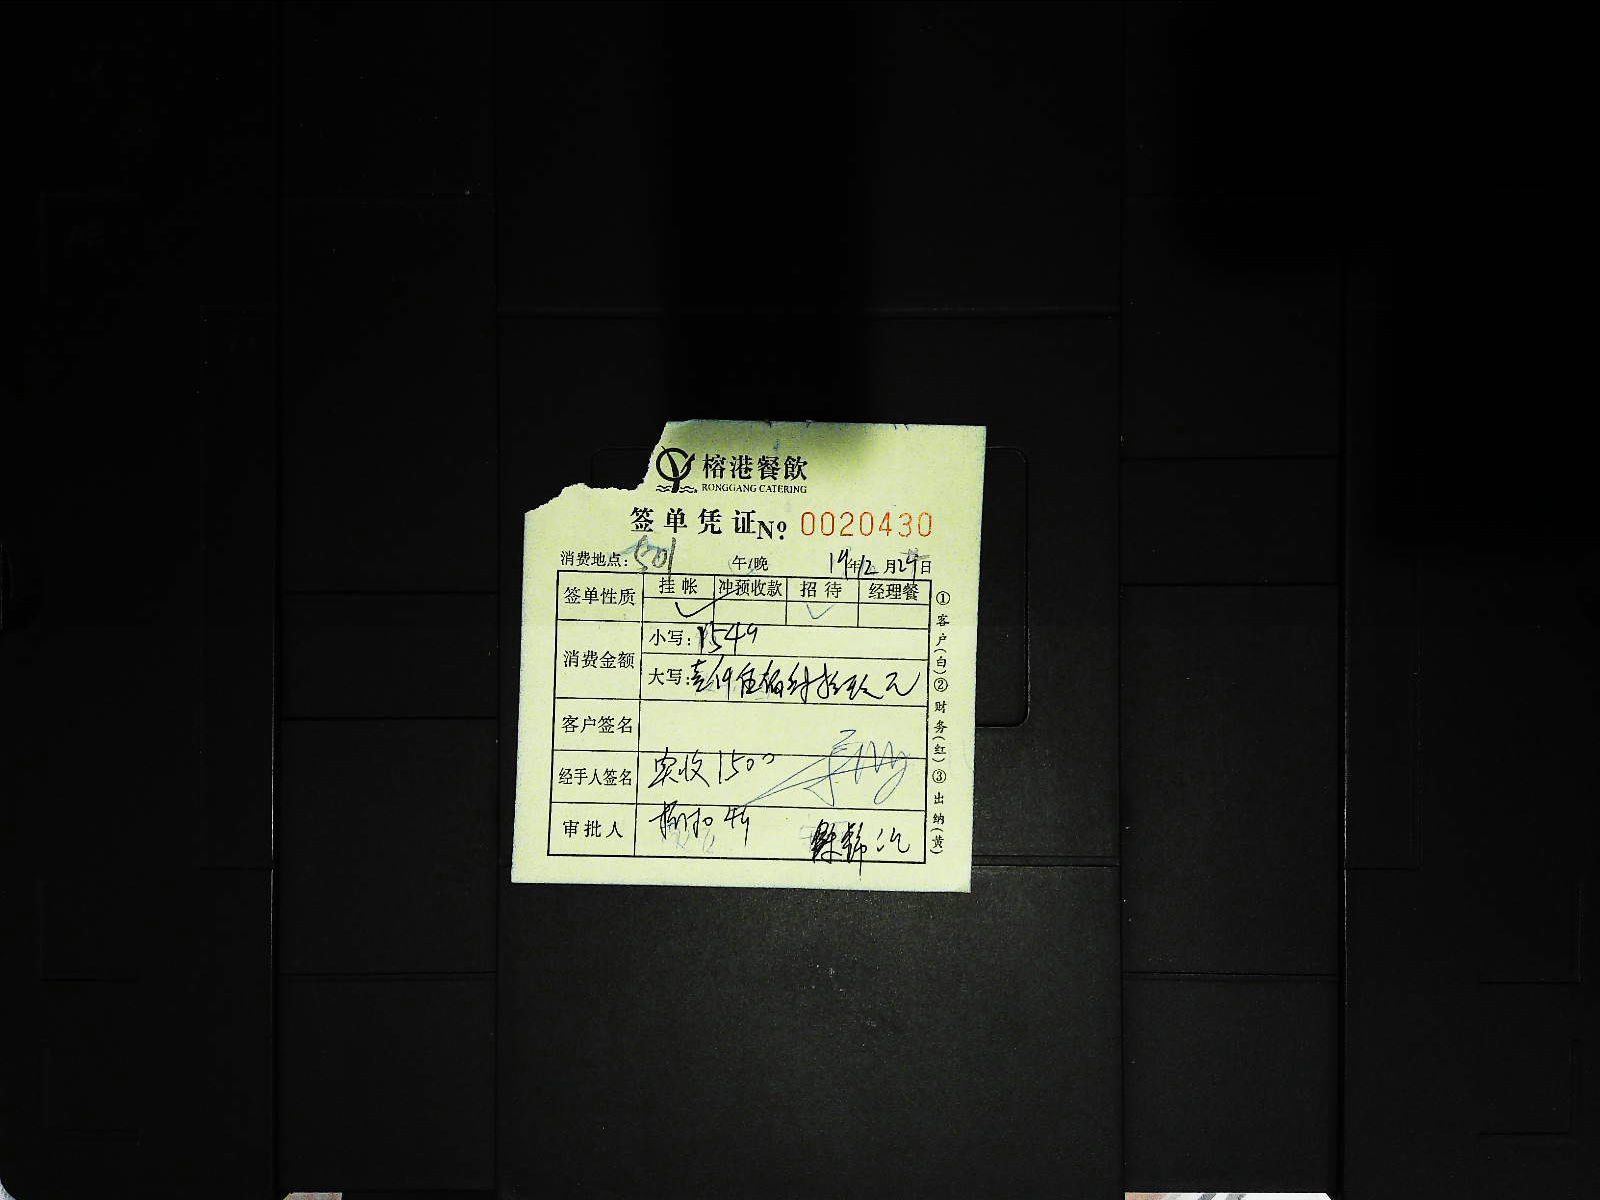 榕港餐飲
RONGGANG CATERING
签单凭证 No: 0020430
消费地点: 501 午/晚 19年12月29日
签单性质 挂帐 冲预收款 招待 经理餐
消费金额 小写: 1549
大写: 壹仟伍佰肆拾玖元
客户签名
经手人签名 实收1500
审批人
①客户(白)②财务(红)③出纳(黄)